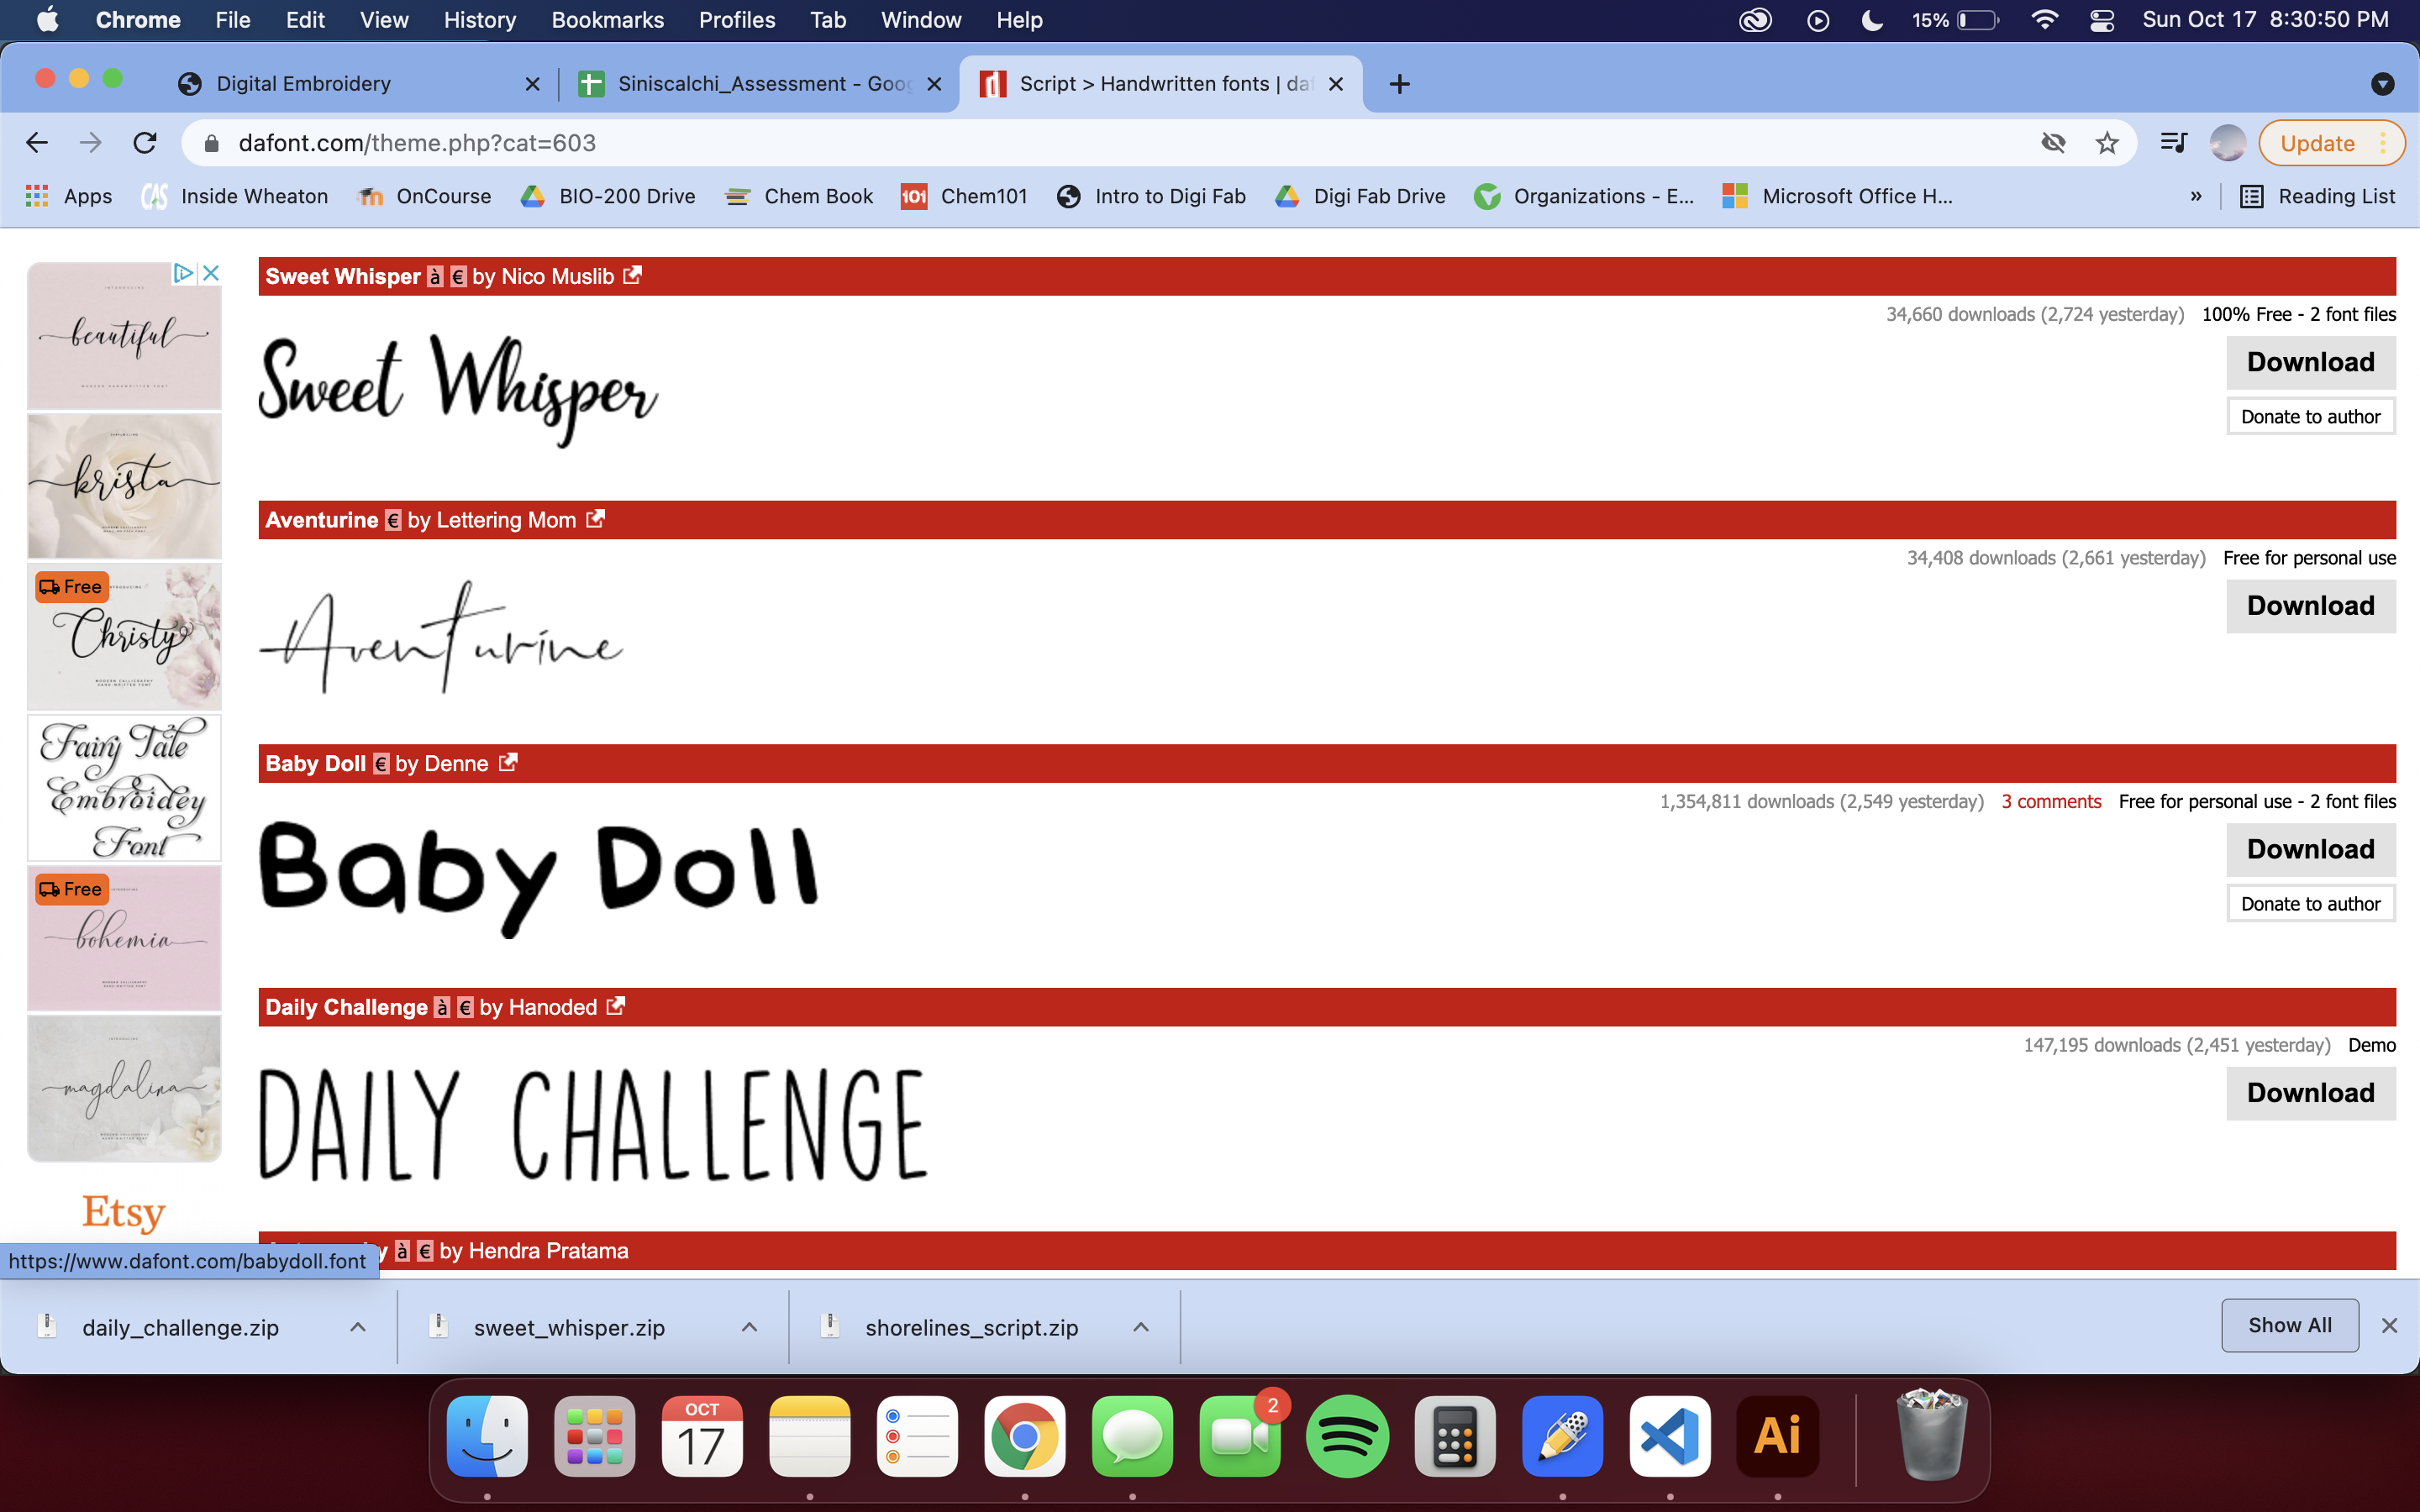 Chrome File Edit View History Bookmarks Profiles Tab Window Help 15% Sun Oct 17 8:30:50 PM
Digital Embroidery Siniscalchi_Assessment - Goog Script > Handwritten fonts | daf
dafont.com/theme.php?cat=603 Update
Apps Inside Wheaton OnCourse BIO-200 Drive Chem Book 101 Chem101 Intro to Digi Fab Digi Fab Drive Organizations - E... Microsoft Office H... » Reading List
beautiful
krista
Free
Christy
Fairy Tale
Embroidey
Font
Free
bohemia
magdalina
Etsy
Sweet Whisper à € by Nico Muslib
34,660 downloads (2,724 yesterday) 100% Free - 2 font files
Sweet Whisper
Download
Donate to author
Aventurine € by Lettering Mom
34,408 downloads (2,661 yesterday) Free for personal use
Aventurine
Download
Baby Doll € by Denne
1,354,811 downloads (2,549 yesterday) 3 comments Free for personal use - 2 font files
Baby Doll
Download
Donate to author
Daily Challenge à € by Hanoded
147,195 downloads (2,451 yesterday) Demo
DAILY CHALLENGE
Download
y à € by Hendra Pratama
https://www.dafont.com/babydoll.font
daily_challenge.zip sweet_whisper.zip shorelines_script.zip Show All
OCT
17
2
Ai